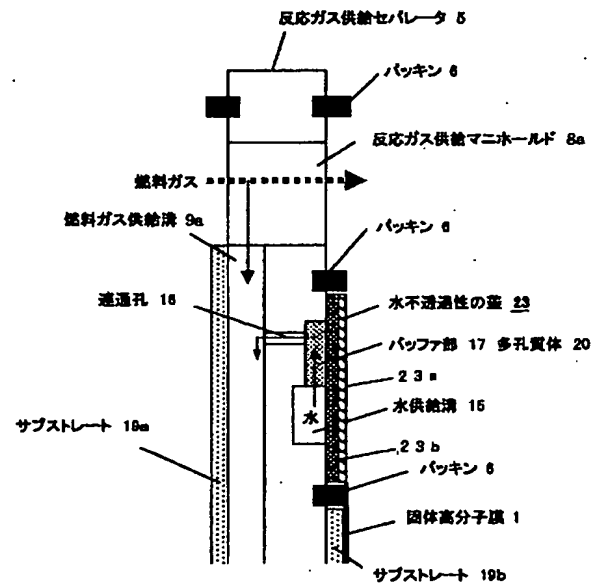 反応ガス供給セパレータ 5
パッキン 6
反応ガス供給マニホールド 8a
燃料ガス
燃料ガス供給溝 9a
パッキン 6
連通孔 16
水不透過性の蓋 23
バッファ部 17 多孔質体 20
23a
水
水供給溝 15
サブストレート 19a
23b
パッキン 6
固体高分子膜 1
サブストレート 19b